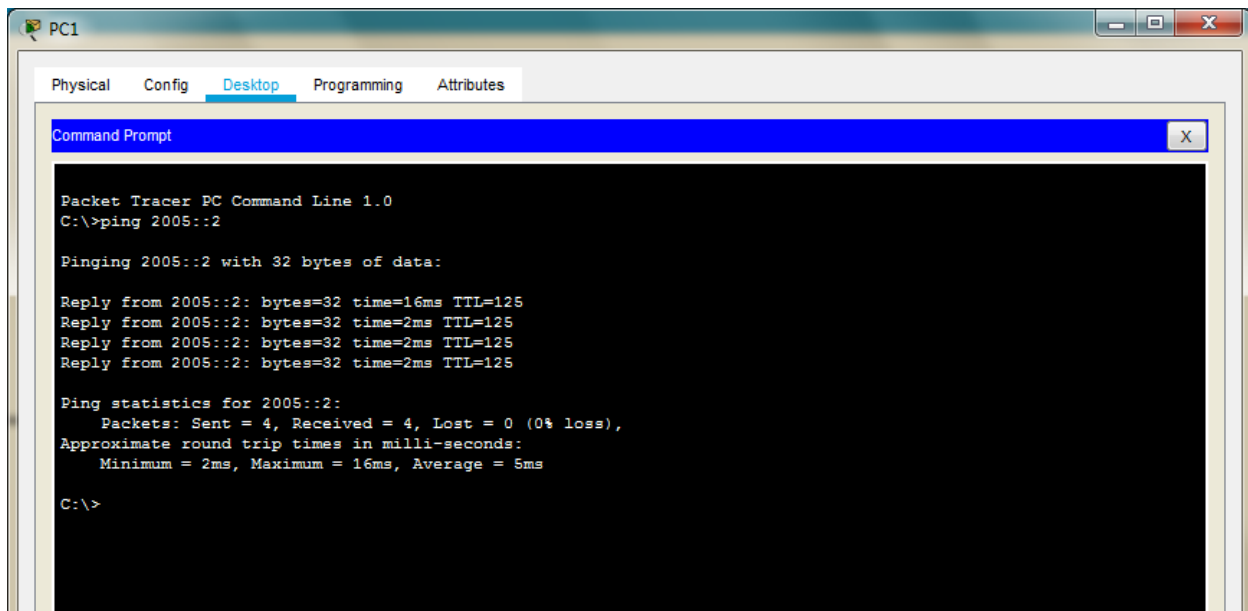 PC1
Physical Config Desktop Programming Attributes
Command Prompt
X
Packet Tracer PC Command Line 1.0
C:\>ping 2005::2
Pinging 2005::2 with 32 bytes of data:
Reply from 2005::2: bytes=32 time=16ms TTL=125
Reply from 2005::2: bytes=32 time=2ms TTL=125
Reply from 2005::2: bytes=32 time=2ms TTL=125
Reply from 2005::2: bytes=32 time=2ms TTL=125
Ping statistics for 2005::2:
Packets: Sent = 4, Received = 4, Lost = 0 (0% loss),
Approximate round trip times in milli-seconds:
Minimum = 2ms, Maximum = 16ms, Average = 5ms
C:\>